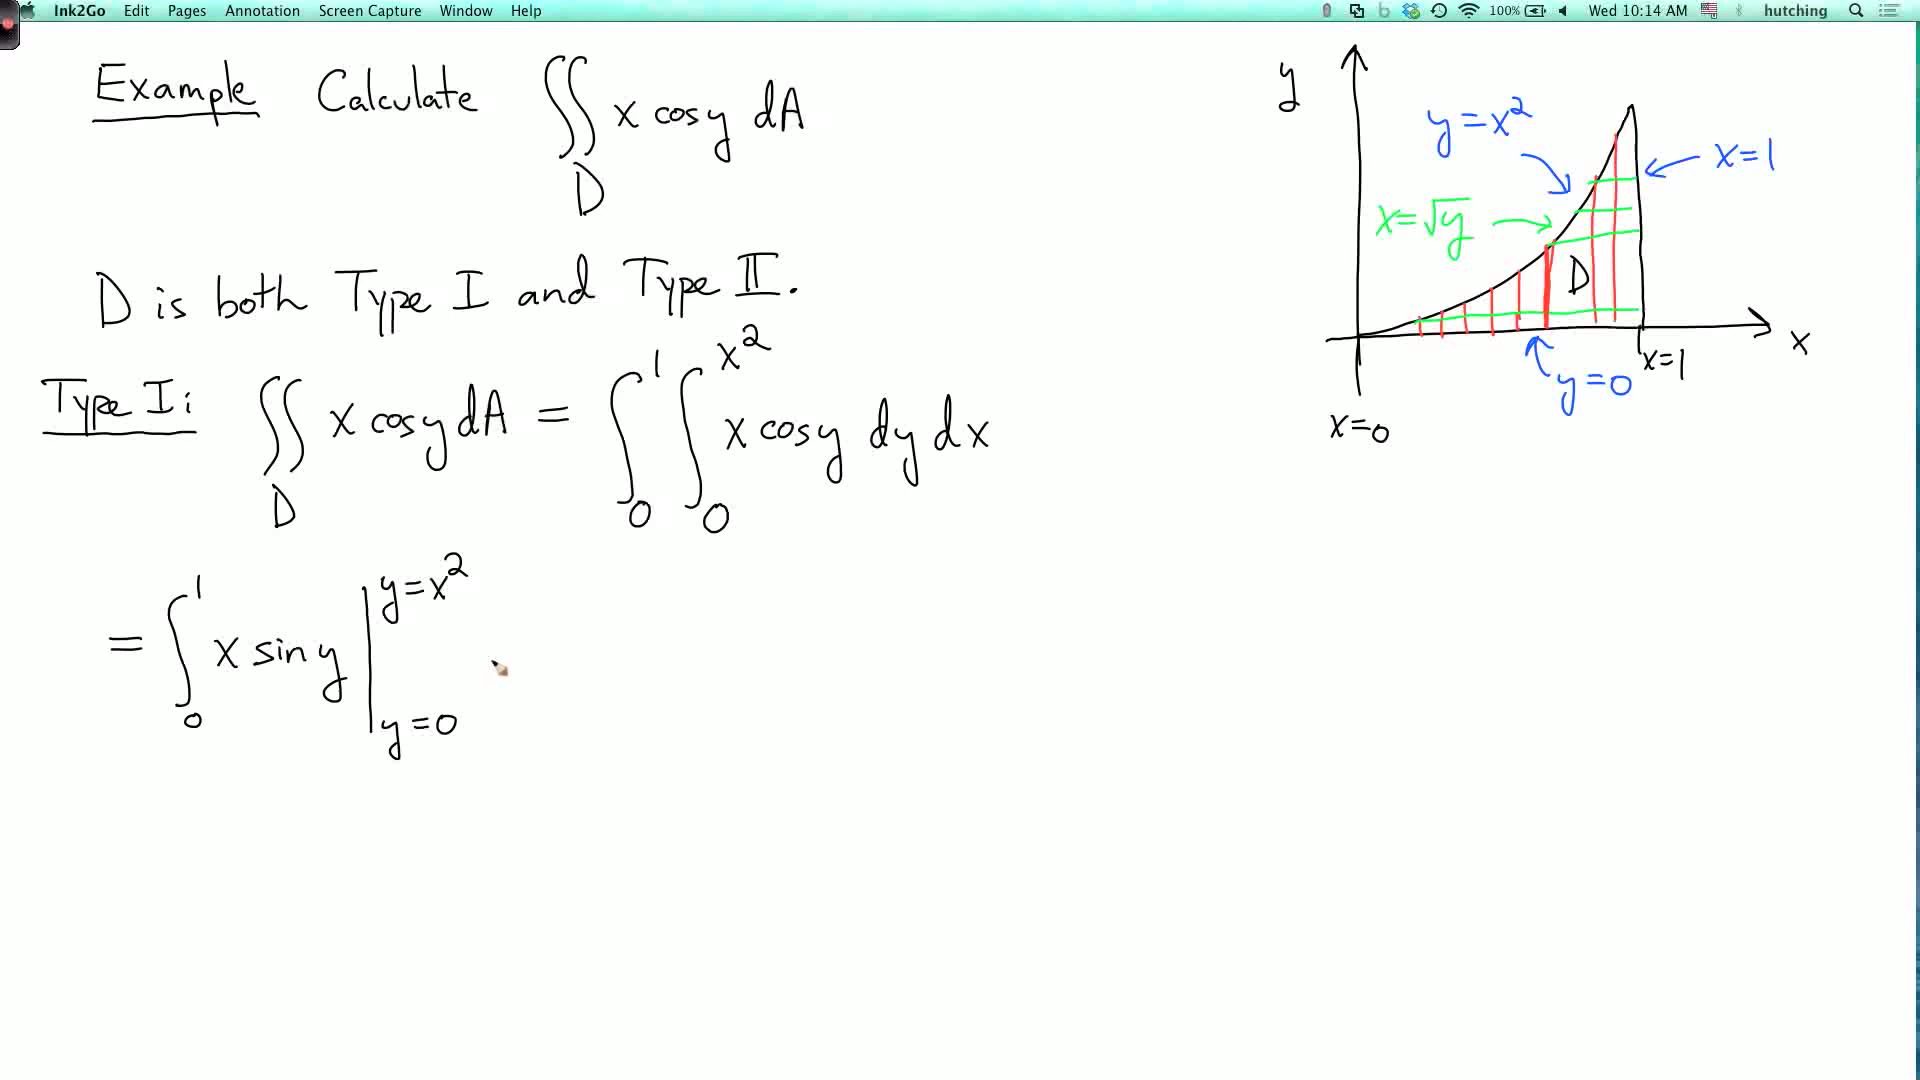 Ink2Go Edit Pages Annotation Screen Capture Window Help 100% Wed 10:14 AM hutching
Example Calculate ∬_D x cos y dA
D is both Type I and Type II.
Type I: ∬_D x cos y dA = ∫_0^1 ∫_0^{x^2} x cos y dy dx
= ∫_0^1 x sin y |_{y=0}^{y=x^2}
y
y = x^2
x=1
x=√y
D
x
x=1
y=0
x=0